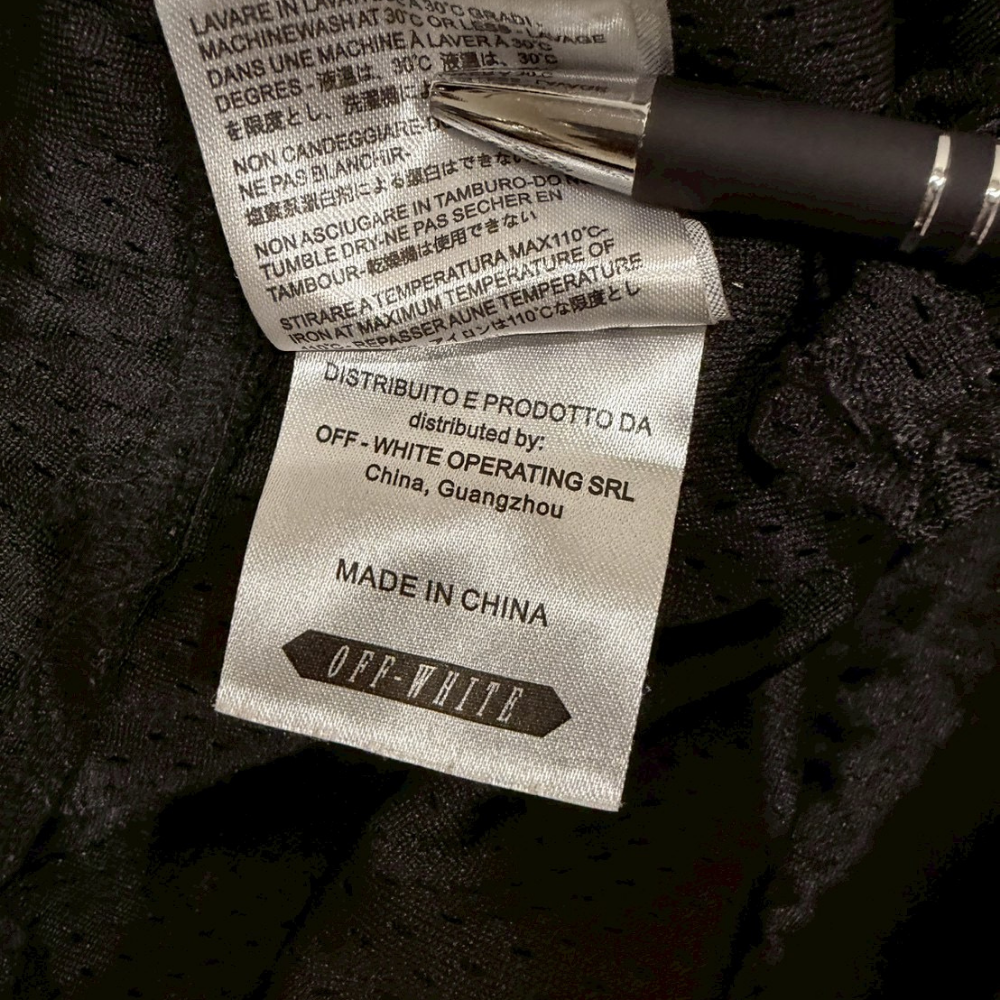 LAVARE IN
A 30°C GRADI -
MACHINEWASH AT 30°C OR LESS - LAVAGE
DANS UNE MACHINE À LAVER À 30°C
DEGRES - 液温は、30°C 液温は、30°C
を限度とし、洗濯機に
NON CANDEGGIARE-D
NE PAS BLANCHIR-
塩素系漂白剤による漂白はできな
NON ASCIUGARE IN TAMBURO-DO N
TUMBLE DRY-NE PAS SECHER EN
TAMBOUR-乾燥機は使用できない
STIRARE A TEMPERATURA MAX110°C-
IRON AT MAXIMUM TEMPERATURE OF
110°C - REPASSER AUNE TEMPERATURE
アイロンは110°Cな限度とし
DISTRIBUITO E PRODOTTO DA
distributed by:
OFF - WHITE OPERATING SRL
China, Guangzhou
MADE IN CHINA
OFF-WHITE